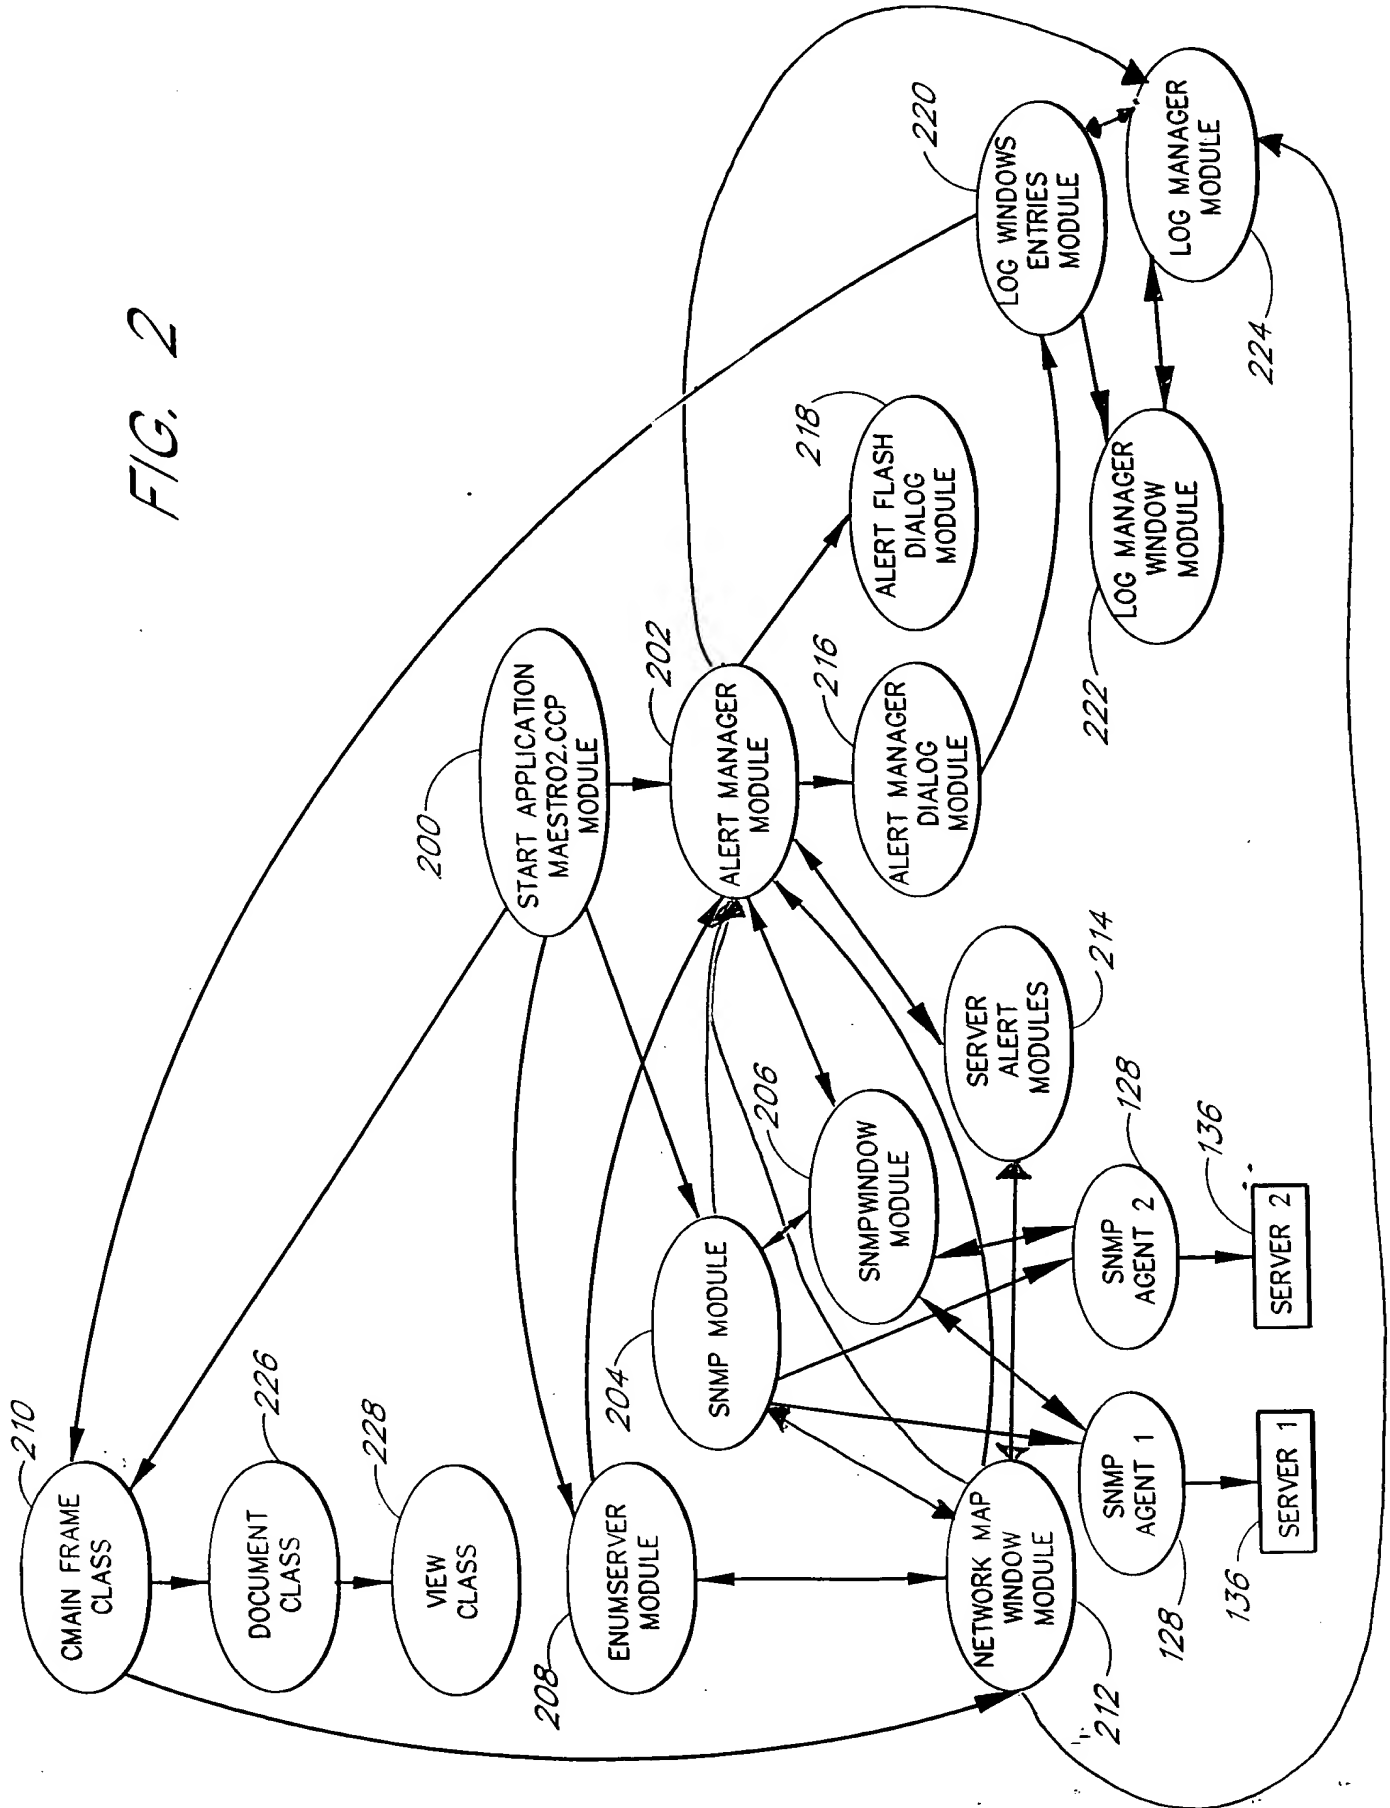 FIG. 2
210
CMAIN FRAME
CLASS
226
DOCUMENT
CLASS
228
VIEW
CLASS
200
START APPLICATION
MAESTRO2.CCP
MODULE
208
ENUMSERVER
MODULE
204
SNMP MODULE
202
ALERT MANAGER
MODULE
206
SNMPWINDOW
MODULE
216
ALERT MANAGER
DIALOG
MODULE
218
ALERT FLASH
DIALOG
MODULE
220
LOG WINDOWS
ENTRIES
MODULE
212
NETWORK MAP
WINDOW
MODULE
214
SERVER
ALERT
MODULES
222
LOG MANAGER
WINDOW
MODULE
224
LOG MANAGER
MODULE
128
SNMP
AGENT 1
128
SNMP
AGENT 2
136
SERVER 1
136
SERVER 2